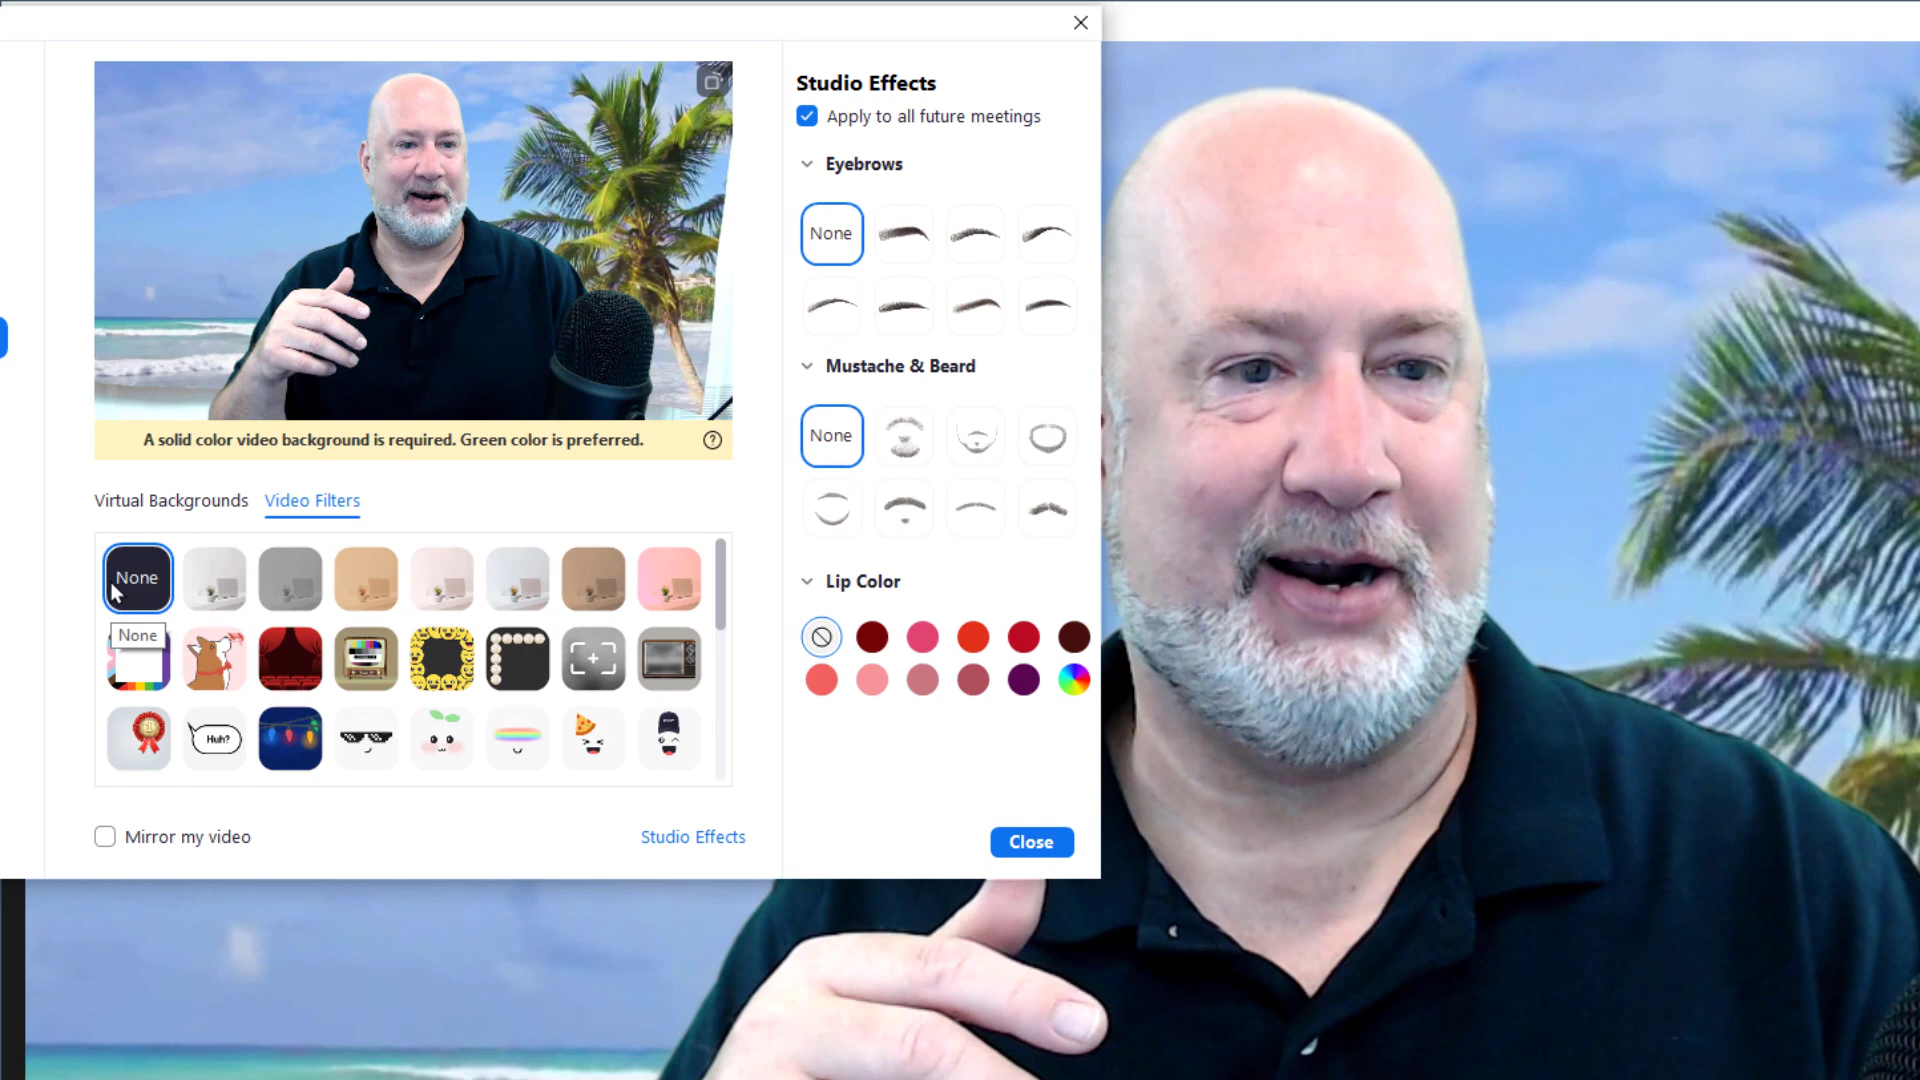 Studio Effects
Apply to all future meetings
Eyebrows
None
Mustache & Beard
None
Lip Color
Close
A solid color video background is required. Green color is preferred.
Virtual Backgrounds
Video Filters
None
None
Huh?
Mirror my video
Studio Effects